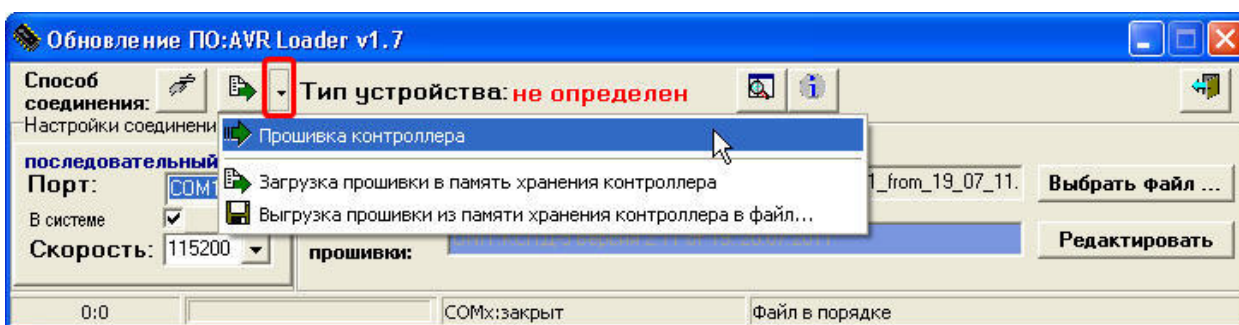 Обновление ПО:AVR Loader v1.7
Способ
соединения:
Тип устройства: не определен
Настройки соединени
Прошивка контроллера
последовательный
Порт: COM1
Загрузка прошивки в память хранения контроллера
1_from_19_07_11.
Выбрать файл ...
В системе
Выгрузка прошивки из памяти хранения контроллера в файл...
Скорость: 115200
прошивки:
Редактировать
0:0
COMx:закрыт
Файл в порядке